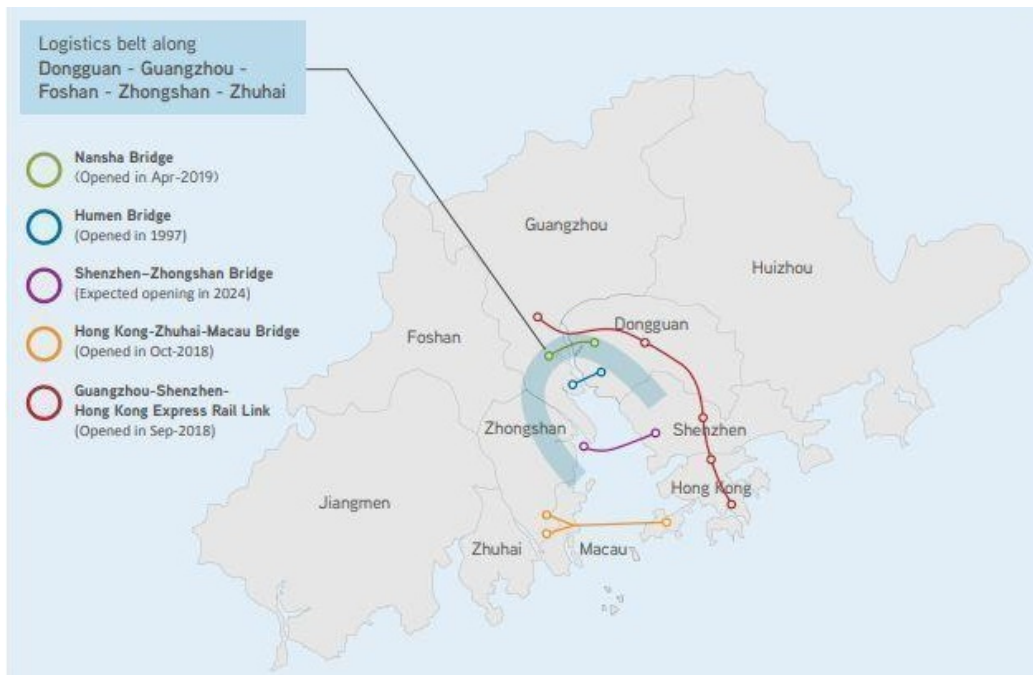 Logistics belt along
Dongguan - Guangzhou -
Foshan - Zhongshan - Zhuhai
Nansha Bridge
(Opened in Apr-2019)
Humen Bridge
(Opened in 1997)
Shenzhen–Zhongshan Bridge
(Expected opening in 2024)
Hong Kong-Zhuhai-Macau Bridge
(Opened in Oct-2018)
Guangzhou-Shenzhen-
Hong Kong Express Rail Link
(Opened in Sep-2018)
Guangzhou
Huizhou
Foshan
Dongguan
Zhongshan
Shenzhen
Jiangmen
Hong Kong
Zhuhai
Macau